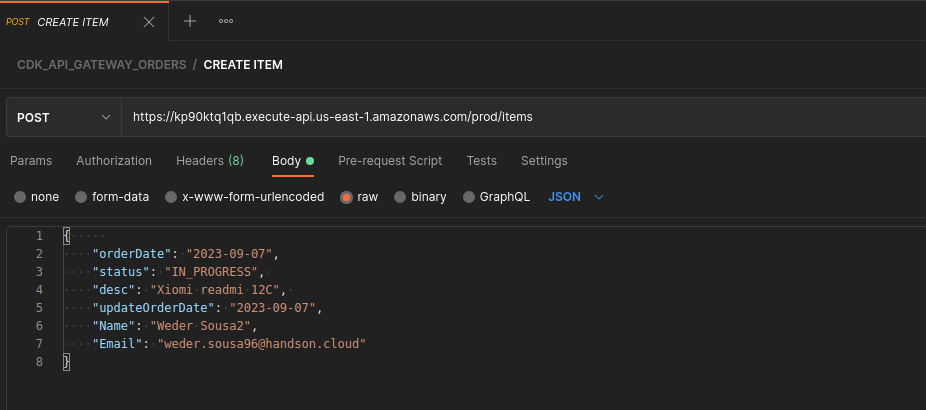 POST CREATE ITEM
CDK_API_GATEWAY_ORDERS / CREATE ITEM
POST https://kp90ktq1qb.execute-api.us-east-1.amazonaws.com/prod/items
Params Authorization Headers (8) Body Pre-request Script Tests Settings
none form-data x-www-form-urlencoded raw binary GraphQL JSON
1 {
2 "orderDate": "2023-09-07",
3 "status": "IN_PROGRESS",
4 "desc": "Xiomi readmi 12C",
5 "updateOrderDate": "2023-09-07",
6 "Name": "Weder Sousa2",
7 "Email": "weder.sousa96@handson.cloud"
8 }